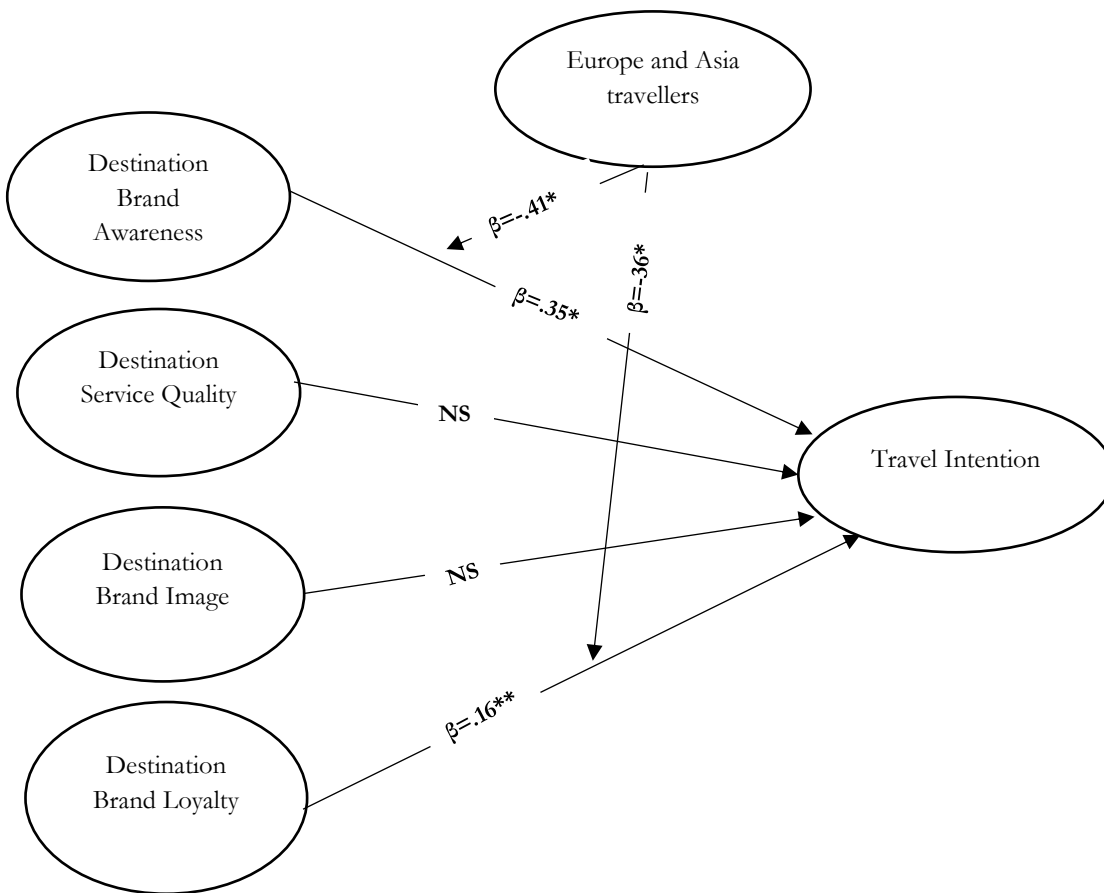 Europe and Asia
travellers
Destination
Brand
Awareness
β=-.41*
β=-36*
β=.35*
Destination
Service Quality
NS
Travel Intention
Destination
Brand Image
NS
Destination
Brand Loyalty
β=.16**